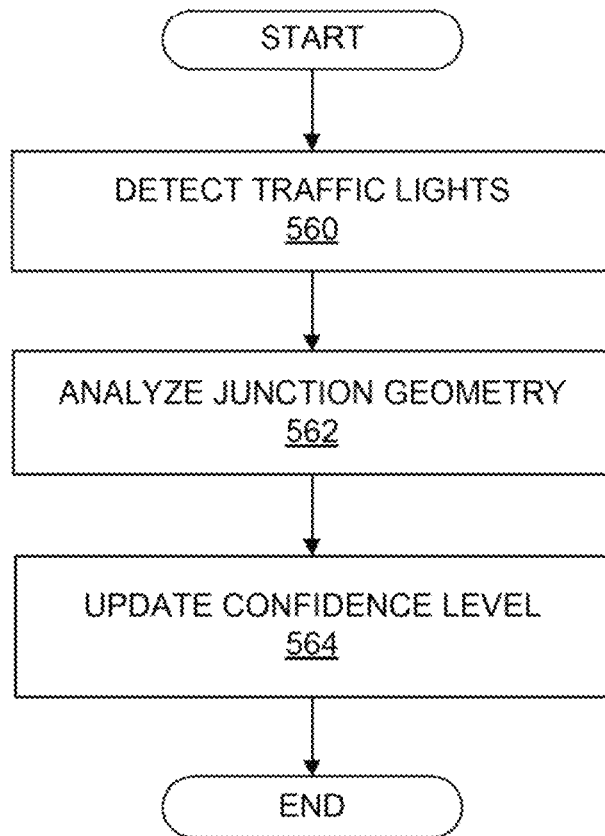 START
DETECT TRAFFIC LIGHTS
560
ANALYZE JUNCTION GEOMETRY
562
UPDATE CONFIDENCE LEVEL
564
END